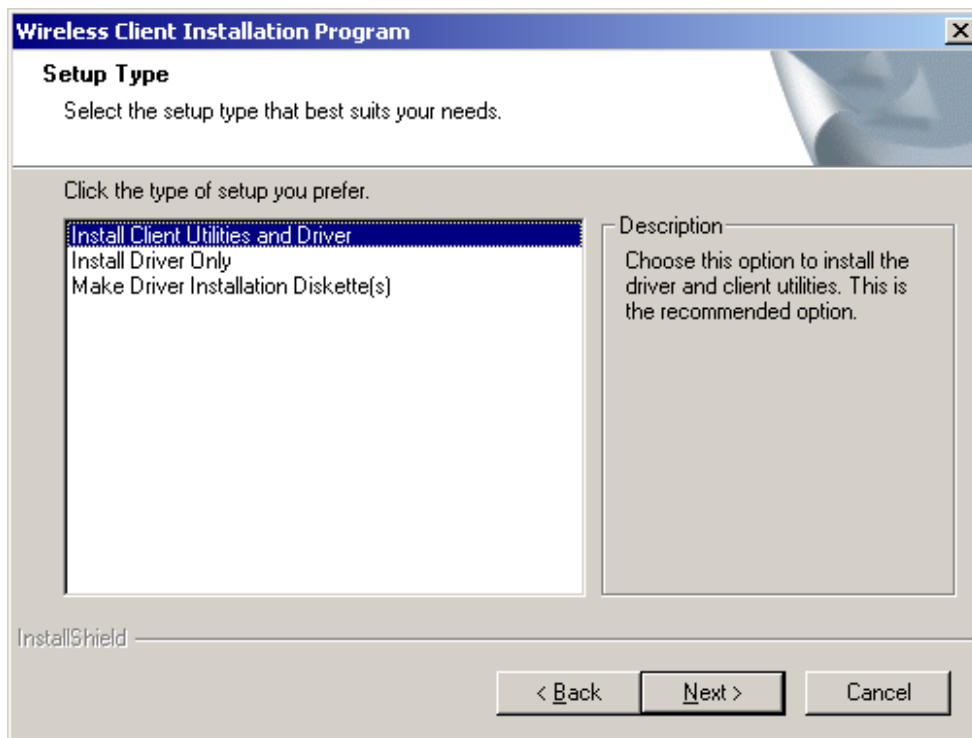 Wireless Client Installation Program
Setup Type
Select the setup type that best suits your needs.
Click the type of setup you prefer.
Install Client Utilities and Driver
Install Driver Only
Make Driver Installation Diskette(s)
Description
Choose this option to install the
driver and client utilities. This is
the recommended option.
InstallShield
< Back
Next >
Cancel